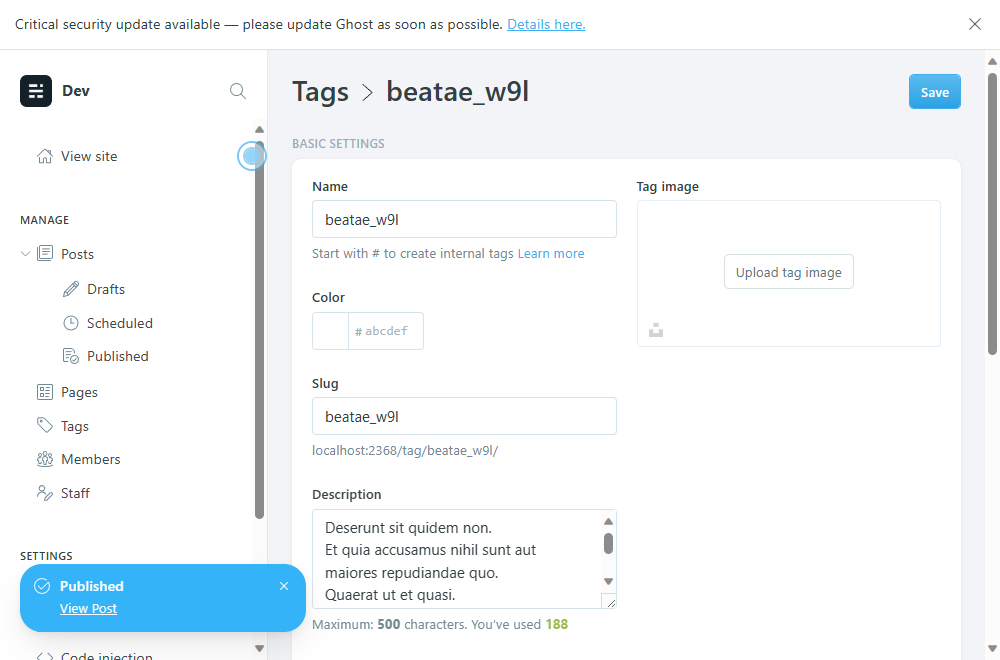 Critical security update available — please update Ghost as soon as possible. Details here.
Dev
View site
MANAGE
Posts
Drafts
Scheduled
Published
Pages
Tags
Members
Staff
SETTINGS
Published
View Post
Code injection
Tags > beatae_w9l
Save
BASIC SETTINGS
Name
beatae_w9l
Start with # to create internal tags Learn more
Color
# abcdef
Slug
beatae_w9l
localhost:2368/tag/beatae_w9l/
Description
Deserunt sit quidem non.
Et quia accusamus nihil sunt aut
maiores repudiandae quo.
Quaerat ut et quasi.
Maximum: 500 characters. You've used 188
Tag image
Upload tag image